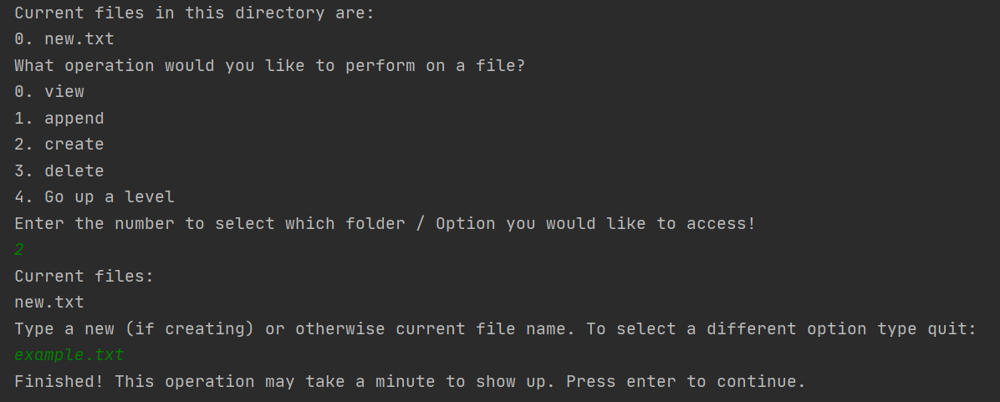 Current files in this directory are:
0. new.txt
What operation would you like to perform on a file?
0. view
1. append
2. create
3. delete
4. Go up a level
Enter the number to select which folder / Option you would like to access!
2
Current files:
new.txt
Type a new (if creating) or otherwise current file name. To select a different option type quit:
example.txt
Finished! This operation may take a minute to show up. Press enter to continue.